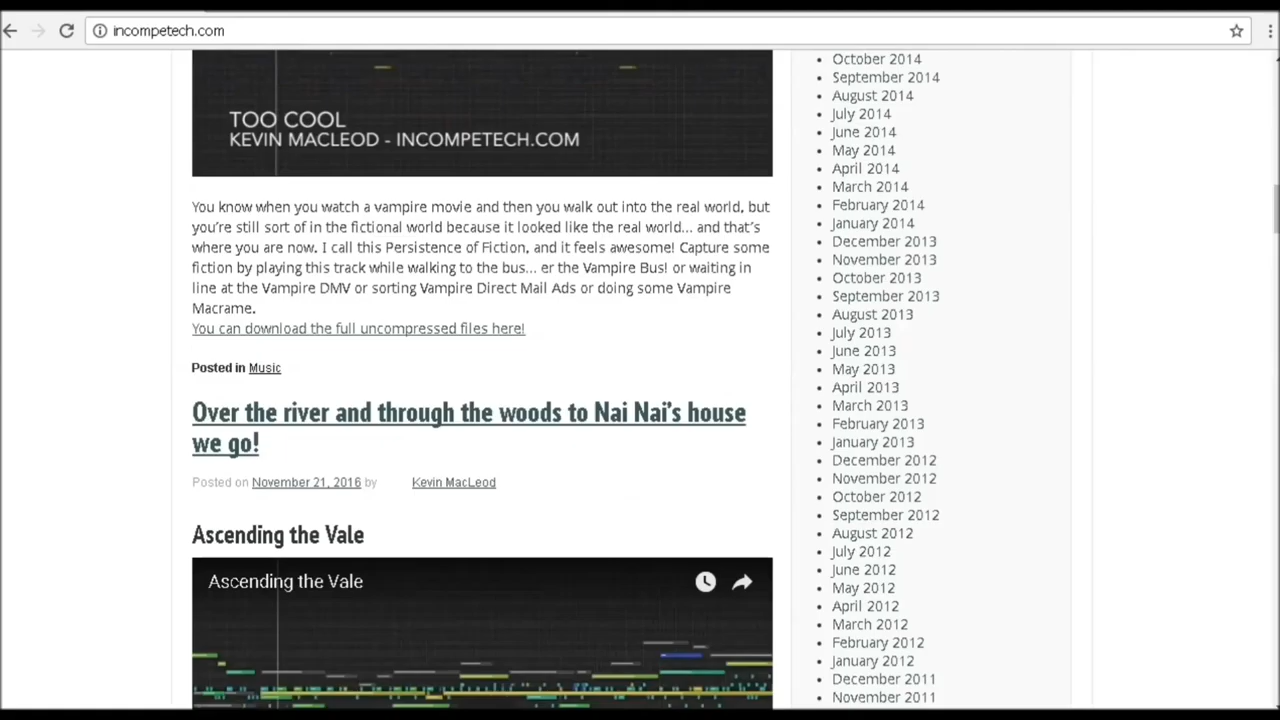 incompetech.com
TOO COOL
KEVIN MACLEOD - INCOMPETECH.COM
You know when you watch a vampire movie and then you walk out into the real world, but
you're still sort of in the fictional world because it looked like the real world... and that's
where you are now. I call this Persistence of Fiction, and it feels awesome! Capture some
fiction by playing this track while walking to the bus... er the Vampire Bus! or waiting in
line at the Vampire DMV or sorting Vampire Direct Mail Ads or doing some Vampire
Macrame.
You can download the full uncompressed files here!
Posted in Music
Over the river and through the woods to Nai Nai's house
we go!
Posted on November 21, 2016 by Kevin MacLeod
Ascending the Vale
Ascending the Vale
October 2014
September 2014
August 2014
July 2014
June 2014
May 2014
April 2014
March 2014
February 2014
January 2014
December 2013
November 2013
October 2013
September 2013
August 2013
July 2013
June 2013
May 2013
April 2013
March 2013
February 2013
January 2013
December 2012
November 2012
October 2012
September 2012
August 2012
July 2012
June 2012
May 2012
April 2012
March 2012
February 2012
January 2012
December 2011
November 2011